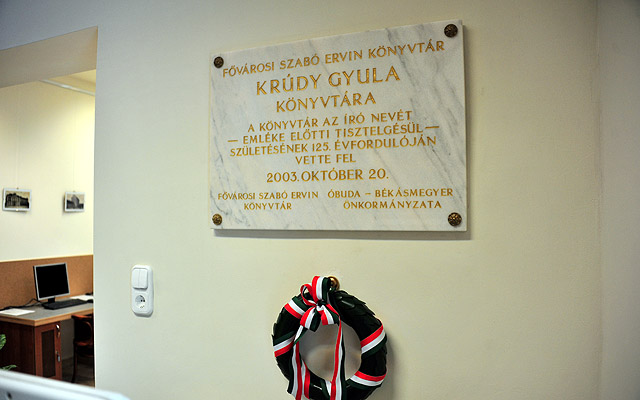 FŐVÁROSI SZABÓ ERVIN KÖNYVTÁR
KRÚDY GYULA
KÖNYVTÁRA
A KÖNYVTÁR AZ ÍRÓ NEVÉT
— EMLÉKE ELŐTTI TISZTELGÉSÜL —
SZÜLETÉSÉNEK 125. ÉVFORDULÓJÁN
VETTE FEL
2003. OKTÓBER 20.
FŐVÁROSI SZABÓ ERVIN ÓBUDA – BÉKÁSMEGYER
KÖNYVTÁR ÖNKORMÁNYZATA